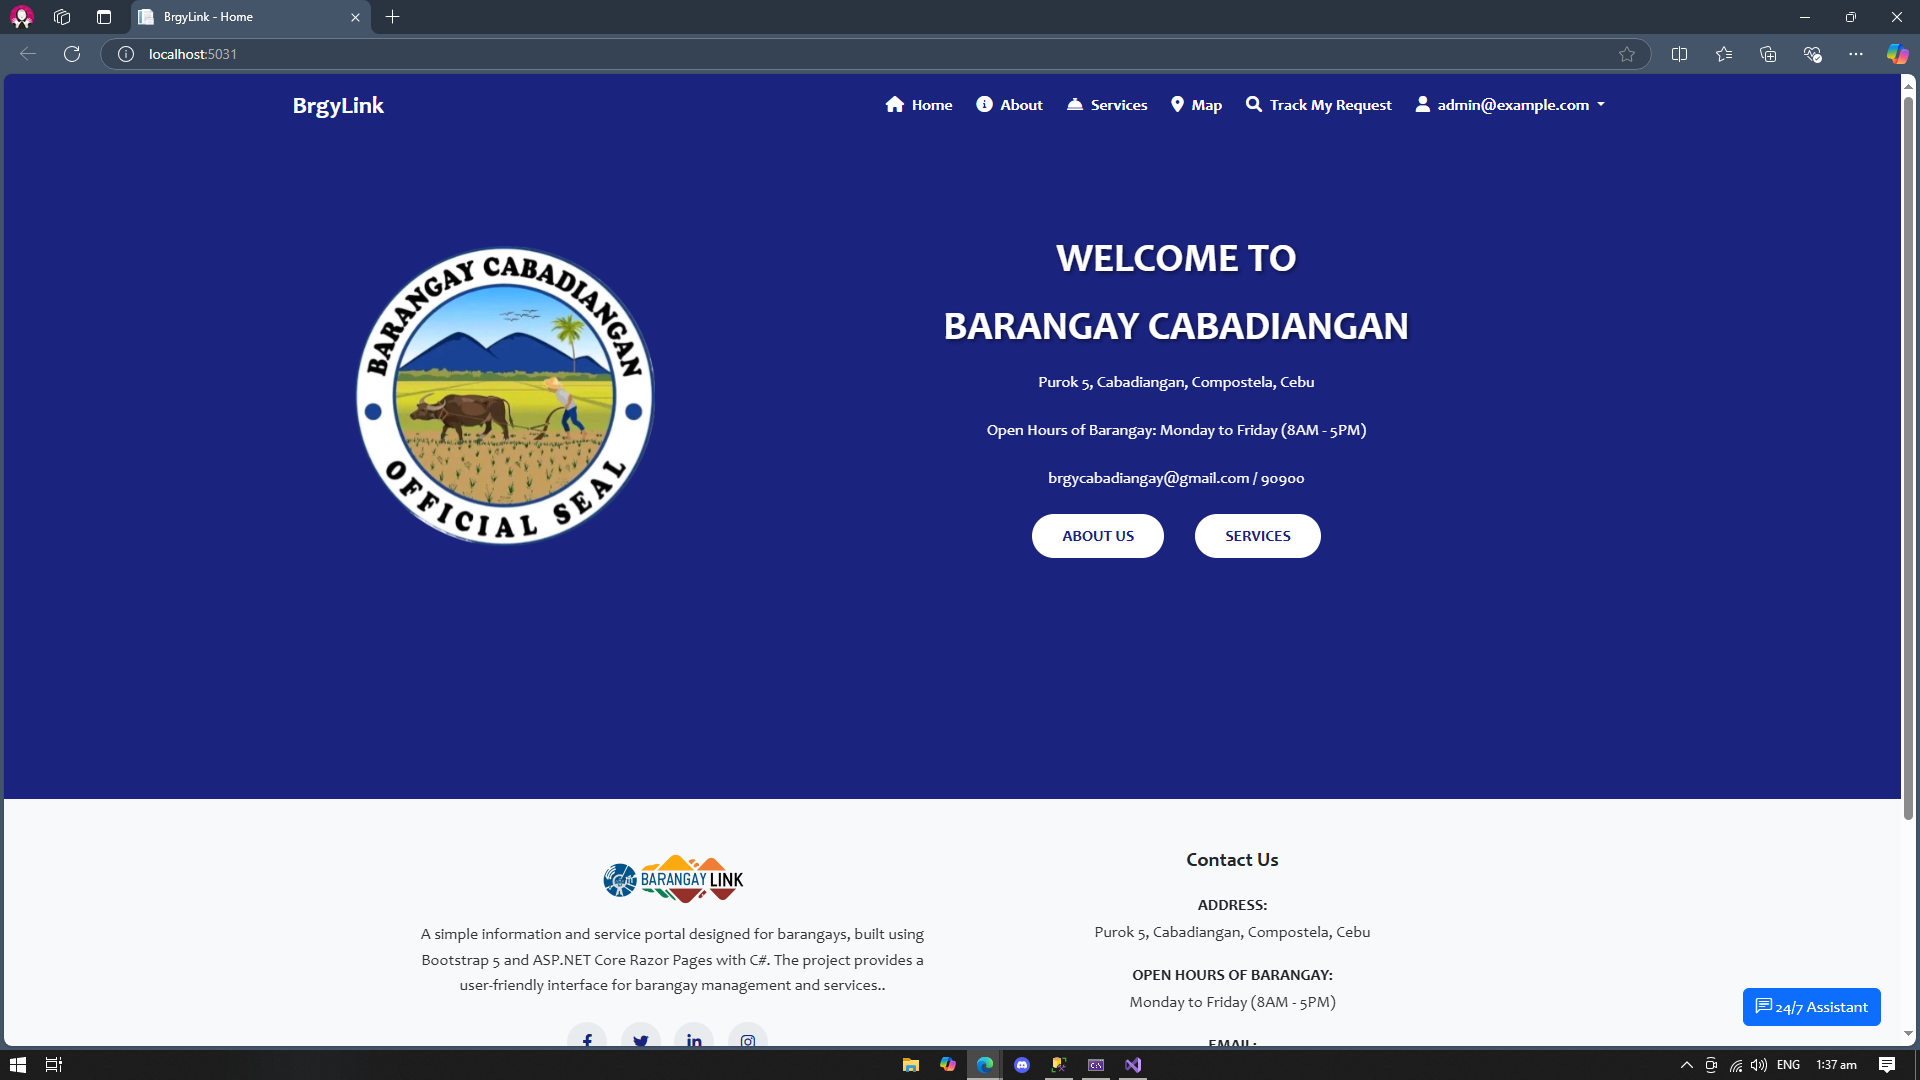 BrgyLink - Home
localhost:5031
BrgyLink
Home
About
Services
Map
Track My Request
admin@example.com
BARANGAY CABADIANGAN
OFFICIAL SEAL
WELCOME TO
BARANGAY CABADIANGAN
Purok 5, Cabadiangan, Compostela, Cebu
Open Hours of Barangay: Monday to Friday (8AM - 5PM)
brgycabadiangay@gmail.com / 90900
ABOUT US
SERVICES
BARANGAY LINK
A simple information and service portal designed for barangays, built using
Bootstrap 5 and ASP.NET Core Razor Pages with C#. The project provides a
user-friendly interface for barangay management and services..
Contact Us
ADDRESS:
Purok 5, Cabadiangan, Compostela, Cebu
OPEN HOURS OF BARANGAY:
Monday to Friday (8AM - 5PM)
EMAIL:
24/7 Assistant
ENG
1:37 am